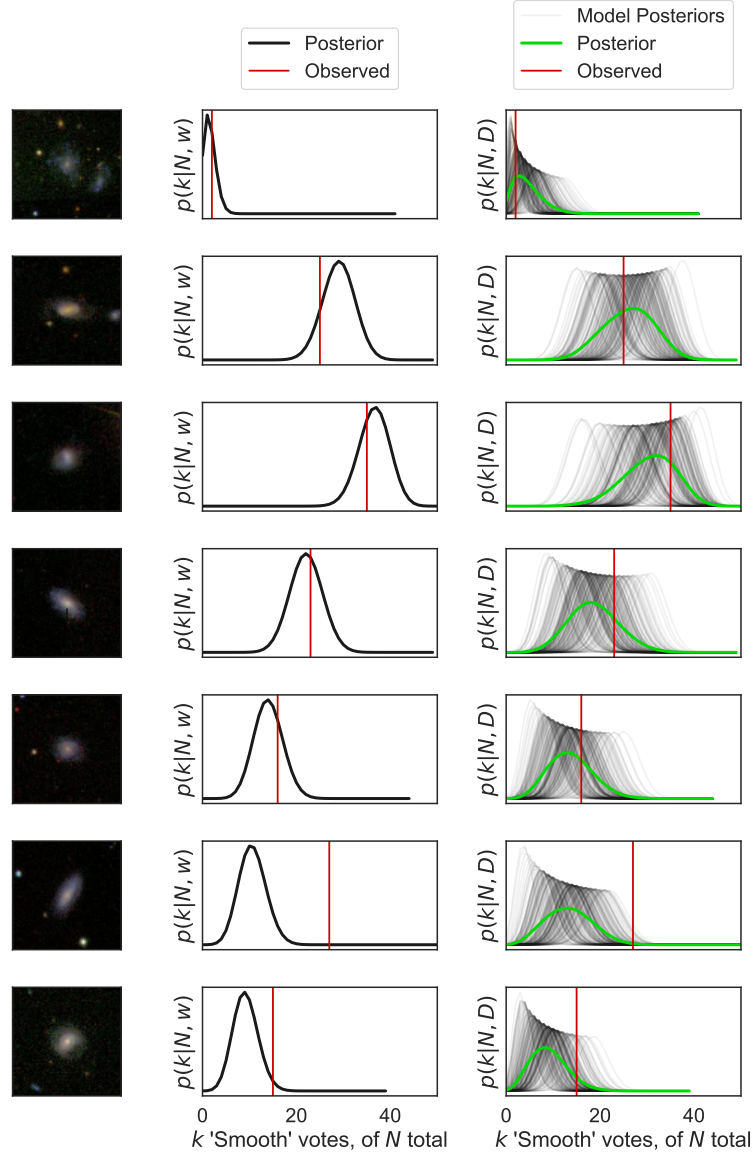 Posterior
Observed
Model Posteriors
Posterior
Observed
p(k|N, w)
p(k|N, D)
p(k|N, w)
p(k|N, D)
p(k|N, w)
p(k|N, D)
p(k|N, w)
p(k|N, D)
p(k|N, w)
p(k|N, D)
p(k|N, w)
p(k|N, D)
p(k|N, w)
p(k|N, D)
0 20 40
0 20 40
k 'Smooth' votes, of N total
k 'Smooth' votes, of N total